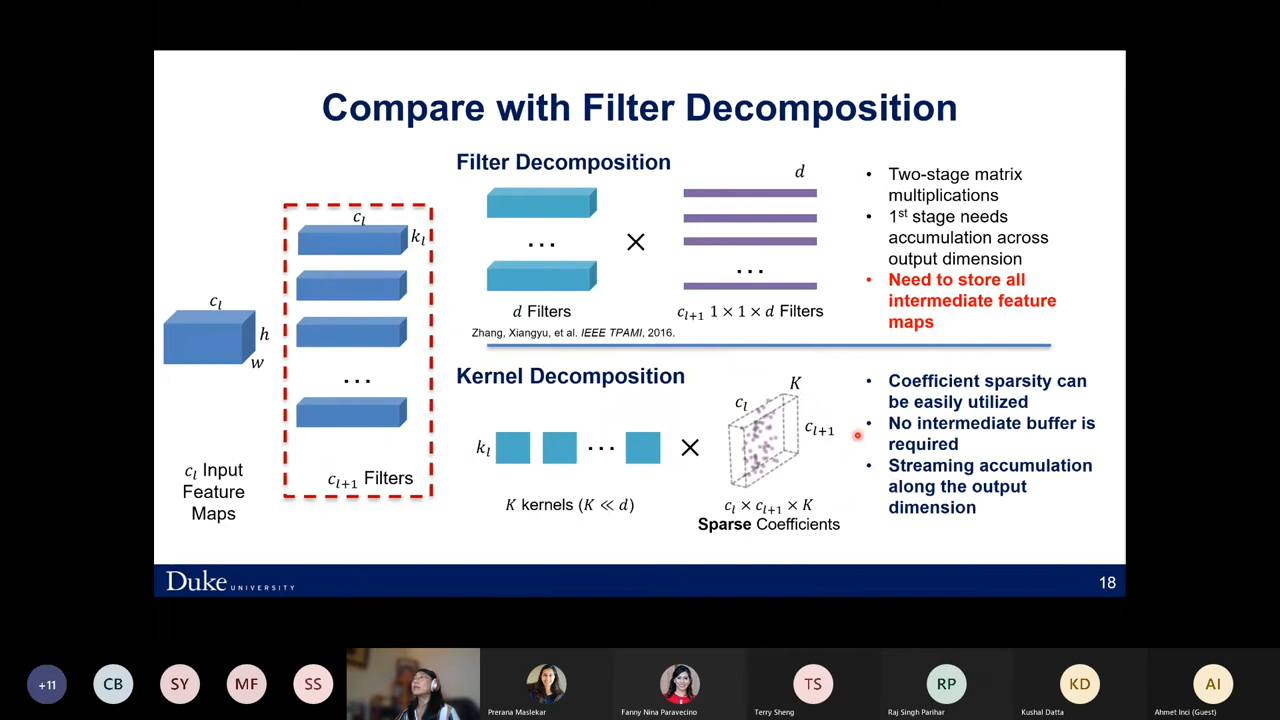 Compare with Filter Decomposition
Filter Decomposition
d
Two-stage matrix
multiplications
1st stage needs
accumulation across
output dimension
Need to store all
intermediate feature
maps
c_l
k_l
...
×
...
d Filters
c_{l+1} 1 × 1 × d Filters
Zhang, Xiangyu, et al. IEEE TPAMI, 2016.
c_l
h
w
...
c_l Input
Feature
Maps
c_{l+1} Filters
Kernel Decomposition
k_l
...
×
c_l
K
c_{l+1}
K kernels (K ≪ d)
c_l × c_{l+1} × K
Sparse Coefficients
Coefficient sparsity can
be easily utilized
No intermediate buffer is
required
Streaming accumulation
along the output
dimension
Duke UNIVERSITY
18
+11
CB
SY
MF
SS
Prerana Maslekar
Fanny Nina Paravecino
TS
Terry Sheng
RP
Raj Singh Parihar
KD
Kushal Datta
AI
Ahmet Inci (Guest)